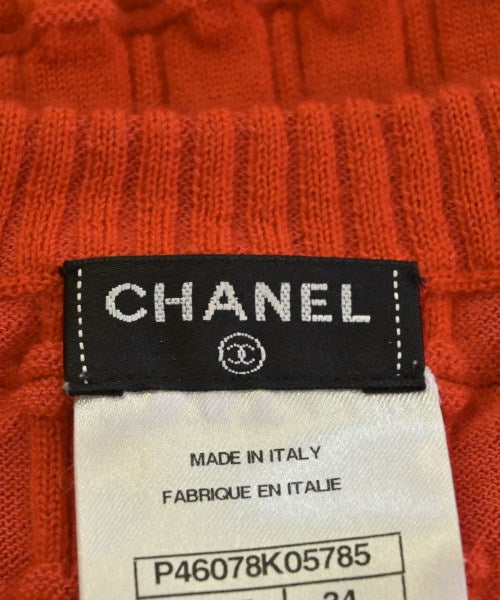 CHANEL
MADE IN ITALY
FABRIQUE EN ITALIE
P46078K05785
34